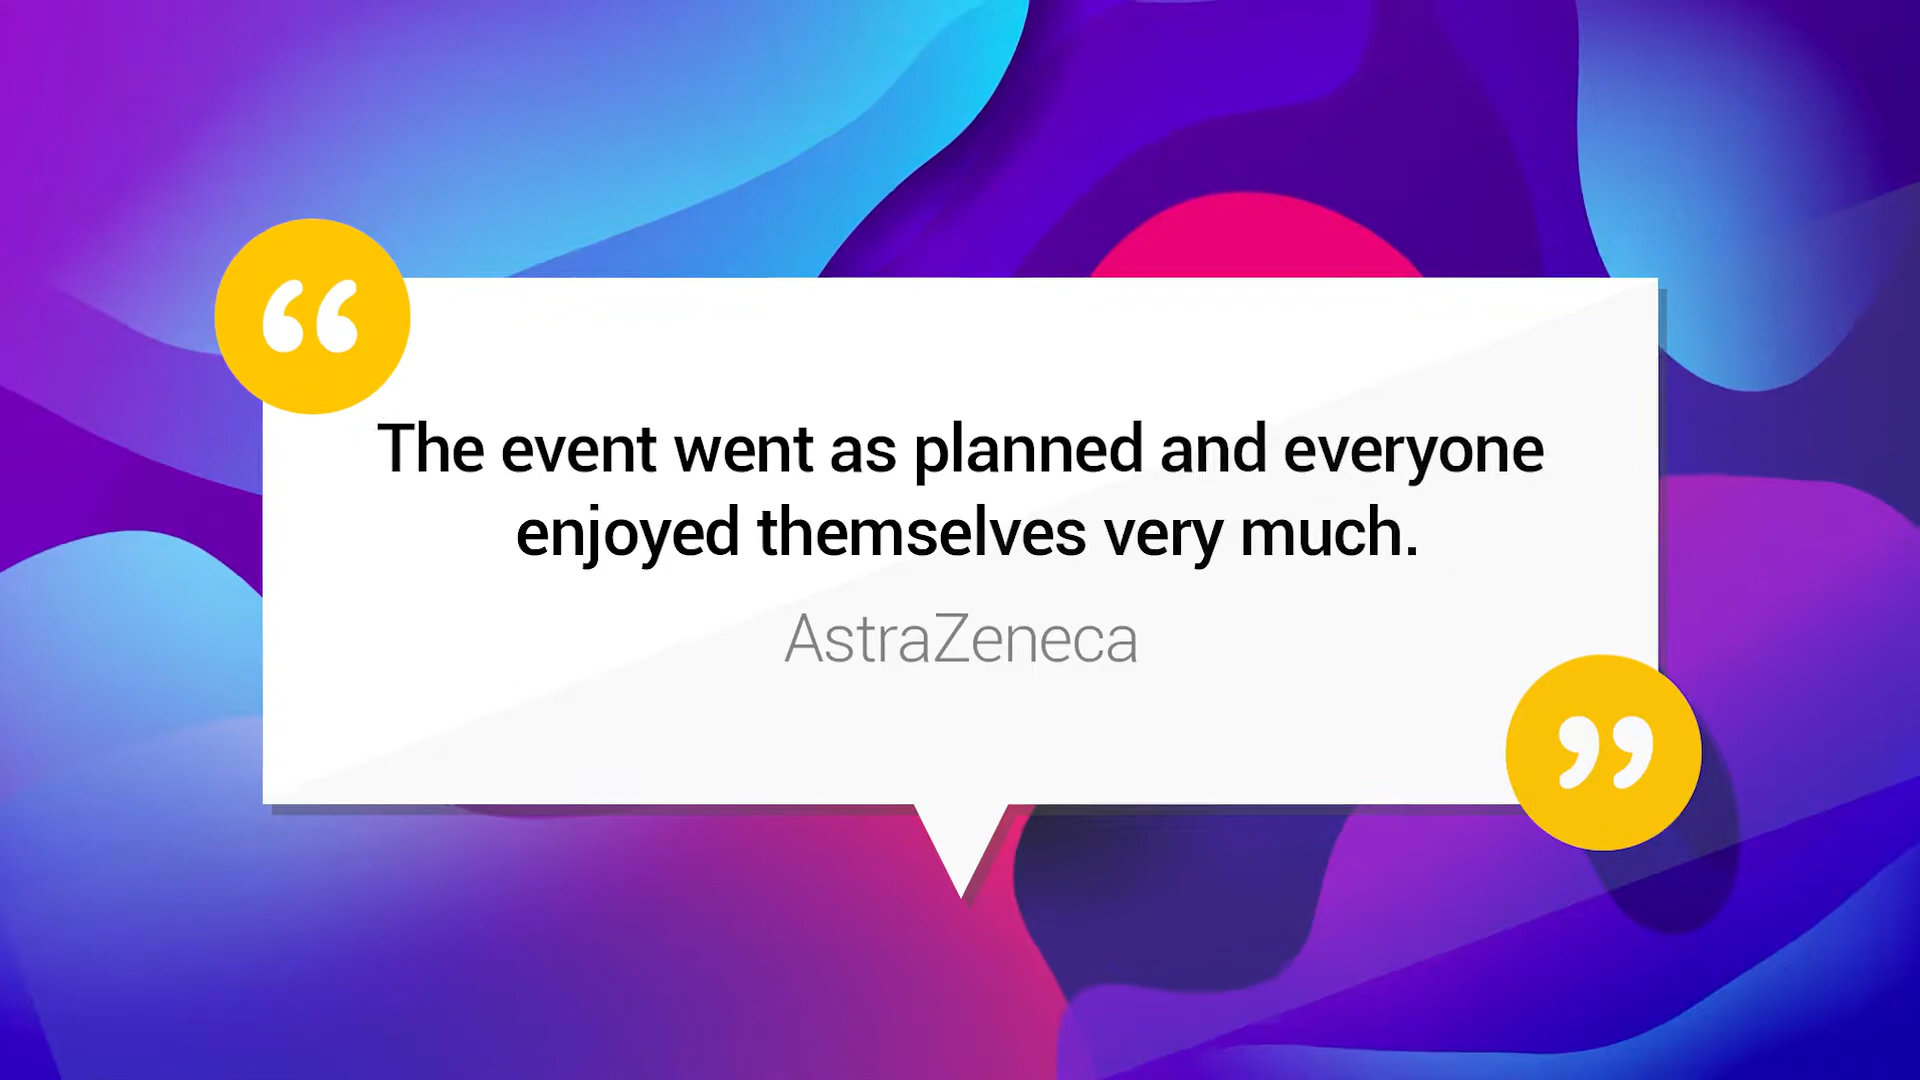 “
The event went as planned and everyone
enjoyed themselves very much.
AstraZeneca
”